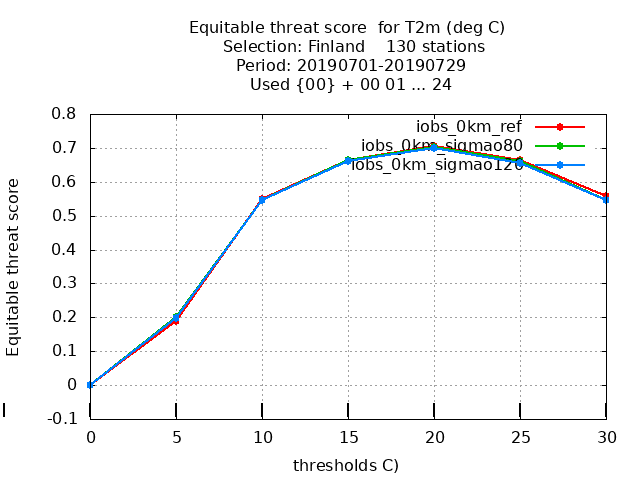 Equitable threat score for T2m (deg C)
Selection: Finland 130 stations
Period: 20190701-20190729
Used {00} + 00 01 ... 24
iobs_0km_ref
iobs_0km_sigmao80
iobs_0km_sigmao120
Equitable threat score
0.8
0.7
0.6
0.5
0.4
0.3
0.2
0.1
0
-0.1
0 5 10 15 20 25 30
thresholds C)